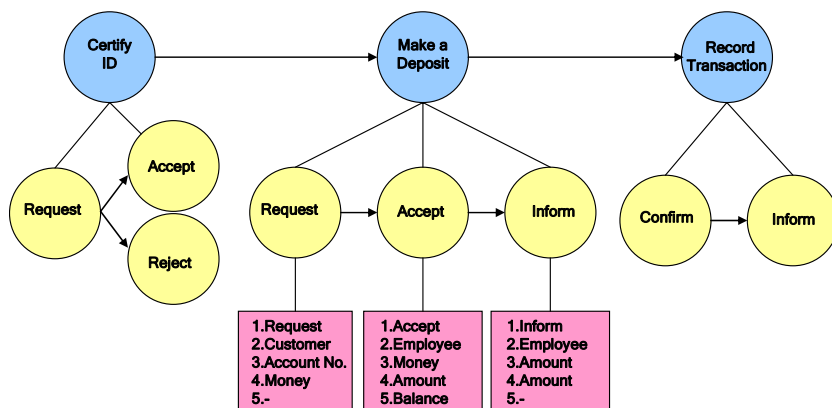 Certify
ID
Make a
Deposit
Record
Transaction
Request
Accept
Reject
Request
Accept
Inform
Confirm
Inform
1.Request
2.Customer
3.Account No.
4.Money
5.-
1.Accept
2.Employee
3.Money
4.Amount
5.Balance
1.Inform
2.Employee
3.Amount
4.Amount
5.-